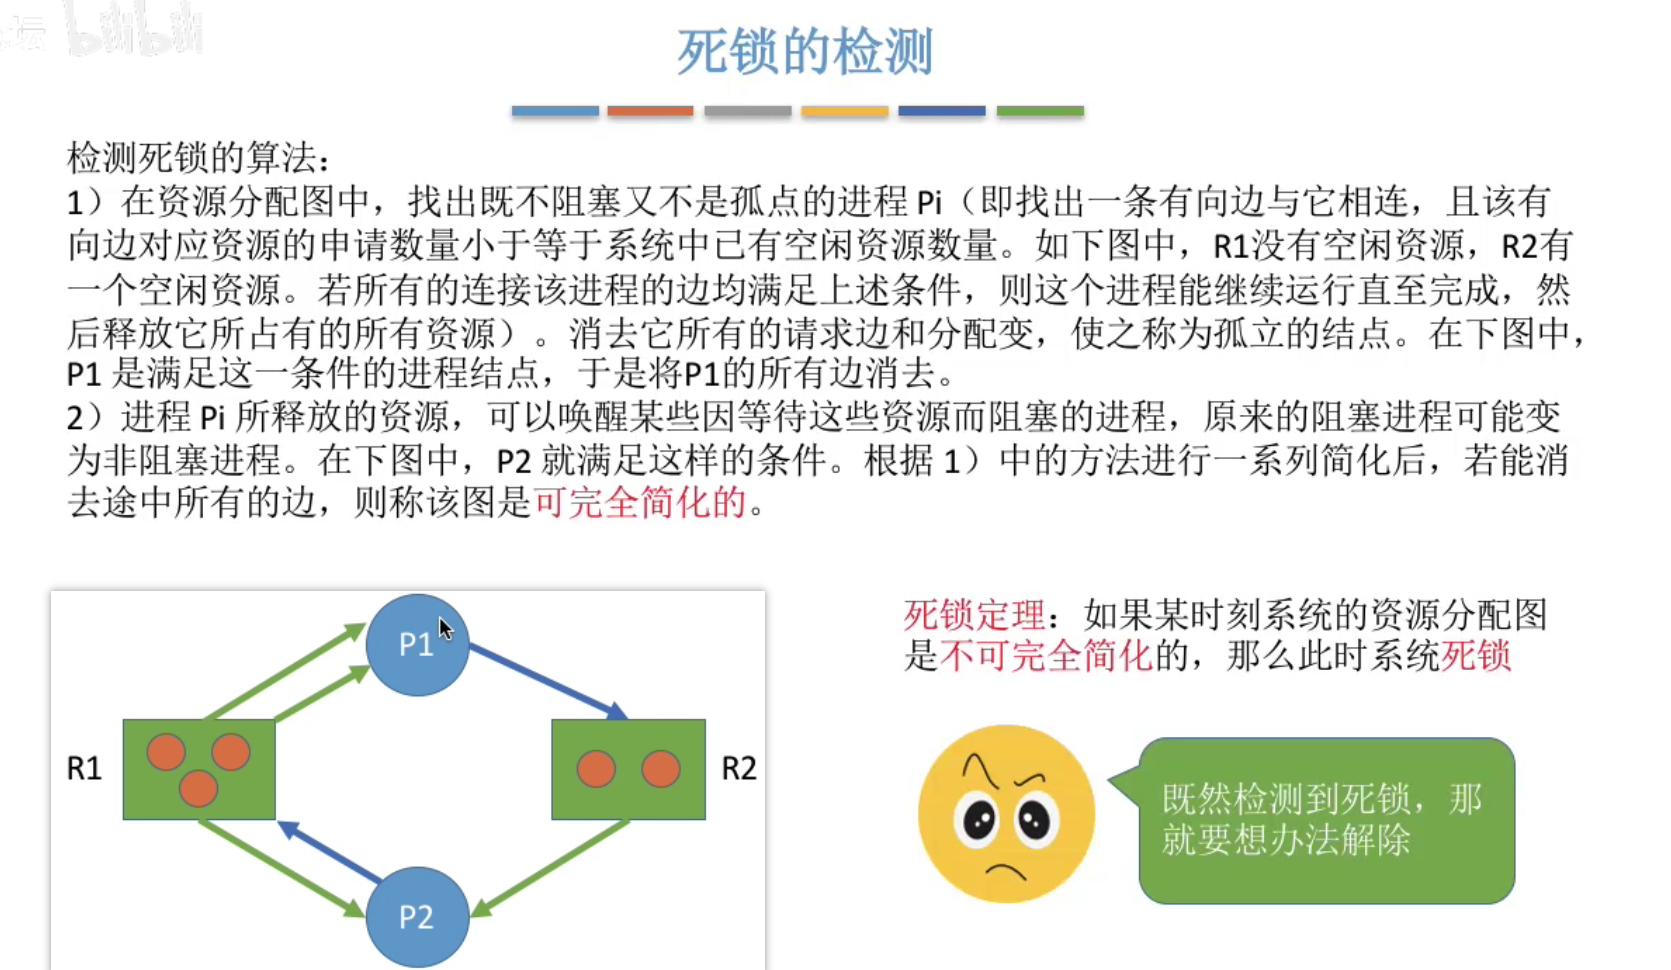 坛 bilibili
死锁的检测
检测死锁的算法：
1）在资源分配图中，找出既不阻塞又不是孤点的进程 Pi（即找出一条有向边与它相连，且该有
向边对应资源的申请数量小于等于系统中已有空闲资源数量。如下图中，R1没有空闲资源，R2有
一个空闲资源。若所有的连接该进程的边均满足上述条件，则这个进程能继续运行直至完成，然
后释放它所占有的所有资源）。消去它所有的请求边和分配变，使之称为孤立的结点。在下图中，
P1 是满足这一条件的进程结点，于是将P1的所有边消去。
2）进程 Pi 所释放的资源，可以唤醒某些因等待这些资源而阻塞的进程，原来的阻塞进程可能变
为非阻塞进程。在下图中，P2 就满足这样的条件。根据 1）中的方法进行一系列简化后，若能消
去途中所有的边，则称该图是可完全简化的。
P1
R1
R2
P2
死锁定理：如果某时刻系统的资源分配图
是不可完全简化的，那么此时系统死锁
既然检测到死锁，那
就要想办法解除